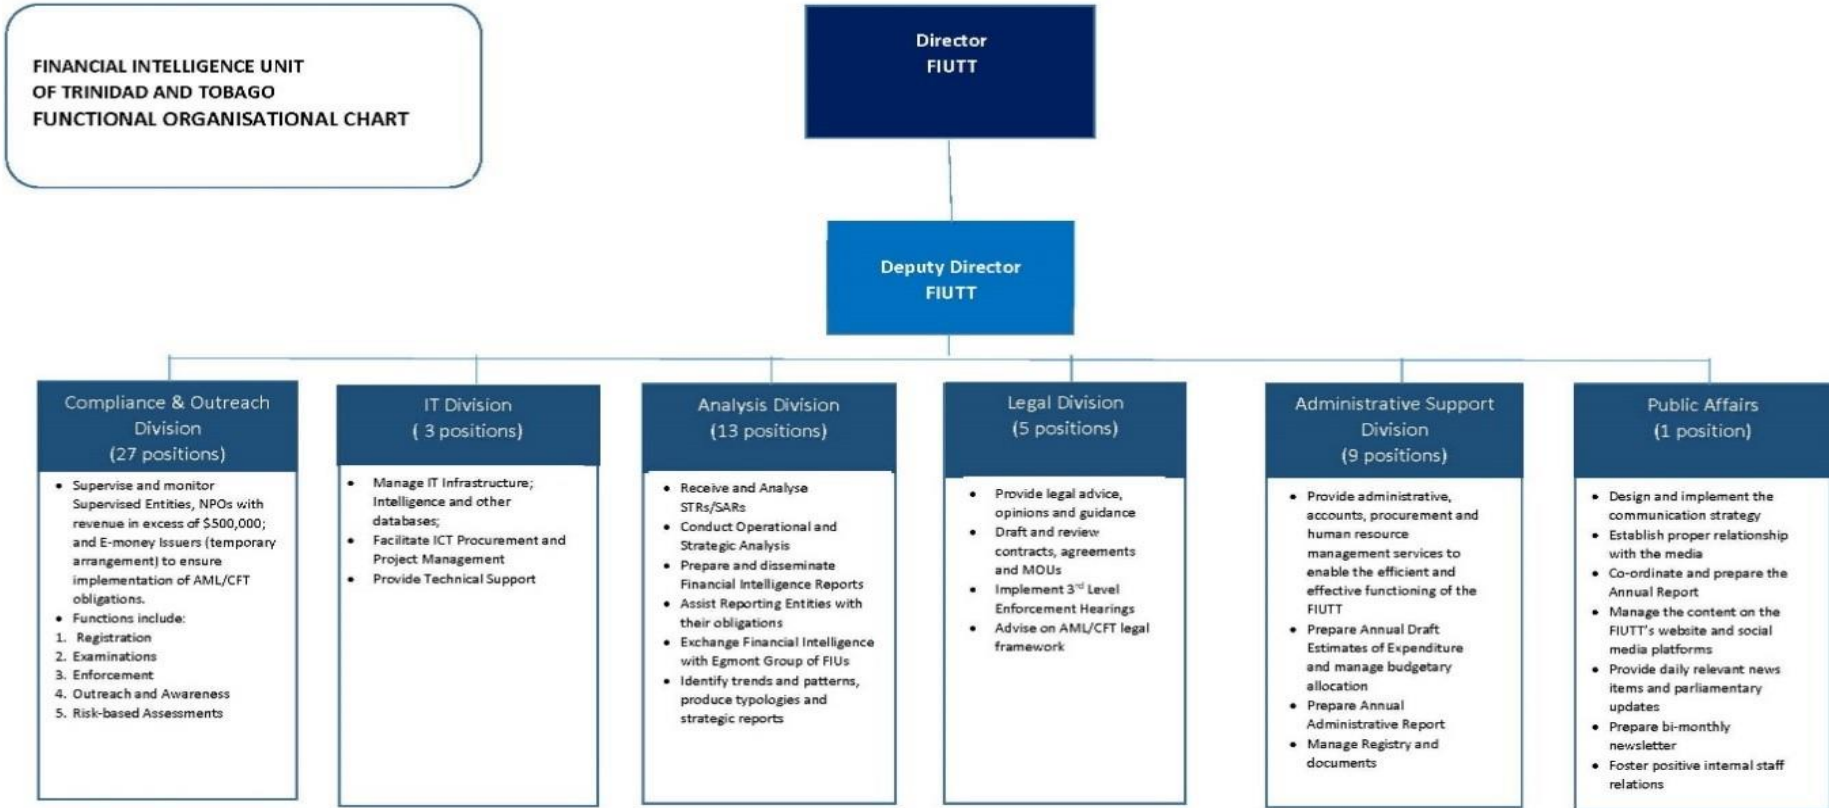 FINANCIAL INTELLIGENCE UNIT
OF TRINIDAD AND TOBAGO
FUNCTIONAL ORGANISATIONAL CHART
Director
FIUTT
Deputy Director
FIUTT
Compliance & Outreach
Division
(27 positions)
• Supervise and monitor
Supervised Entities, NPOs with
revenue in excess of $500,000;
and E-money Issuers (temporary
arrangement) to ensure
implementation of AML/CFT
obligations.
• Functions include:
1. Registration
2. Examinations
3. Enforcement
4. Outreach and Awareness
5. Risk-based Assessments
IT Division
( 3 positions)
• Manage IT Infrastructure;
Intelligence and other
databases;
• Facilitate ICT Procurement and
Project Management
• Provide Technical Support
Analysis Division
(13 positions)
• Receive and Analyse
STRs/SARs
• Conduct Operational and
Strategic Analysis
• Prepare and disseminate
Financial Intelligence Reports
• Assist Reporting Entities with
their obligations
• Exchange Financial Intelligence
with Egmont Group of FIUs
• Identify trends and patterns,
produce typologies and
strategic reports
Legal Division
(5 positions)
• Provide legal advice,
opinions and guidance
• Draft and review
contracts, agreements
and MOUs
• Implement 3rd Level
Enforcement Hearings
• Advise on AML/CFT legal
framework
Administrative Support
Division
(9 positions)
• Provide administrative,
accounts, procurement and
human resource
management services to
enable the efficient and
effective functioning of the
FIUTT
• Prepare Annual Draft
Estimates of Expenditure
and manage budgetary
allocation
• Prepare Annual
Administrative Report
• Manage Registry and
documents
Public Affairs
(1 position)
• Design and implement the
communication strategy
• Establish proper relationship
with the media
• Co-ordinate and prepare the
Annual Report
• Manage the content on the
FIUTT's website and social
media platforms
• Provide daily relevant news
items and parliamentary
updates
• Prepare bi-monthly
newsletter
• Foster positive internal staff
relations